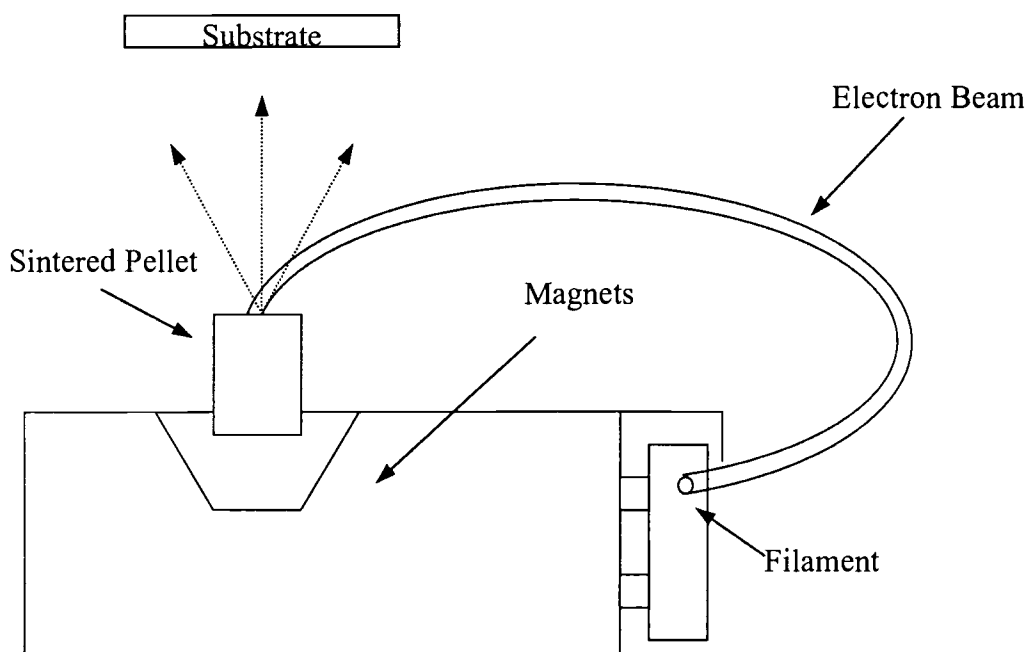 Substrate
Electron Beam
Sintered Pellet
Magnets
Filament